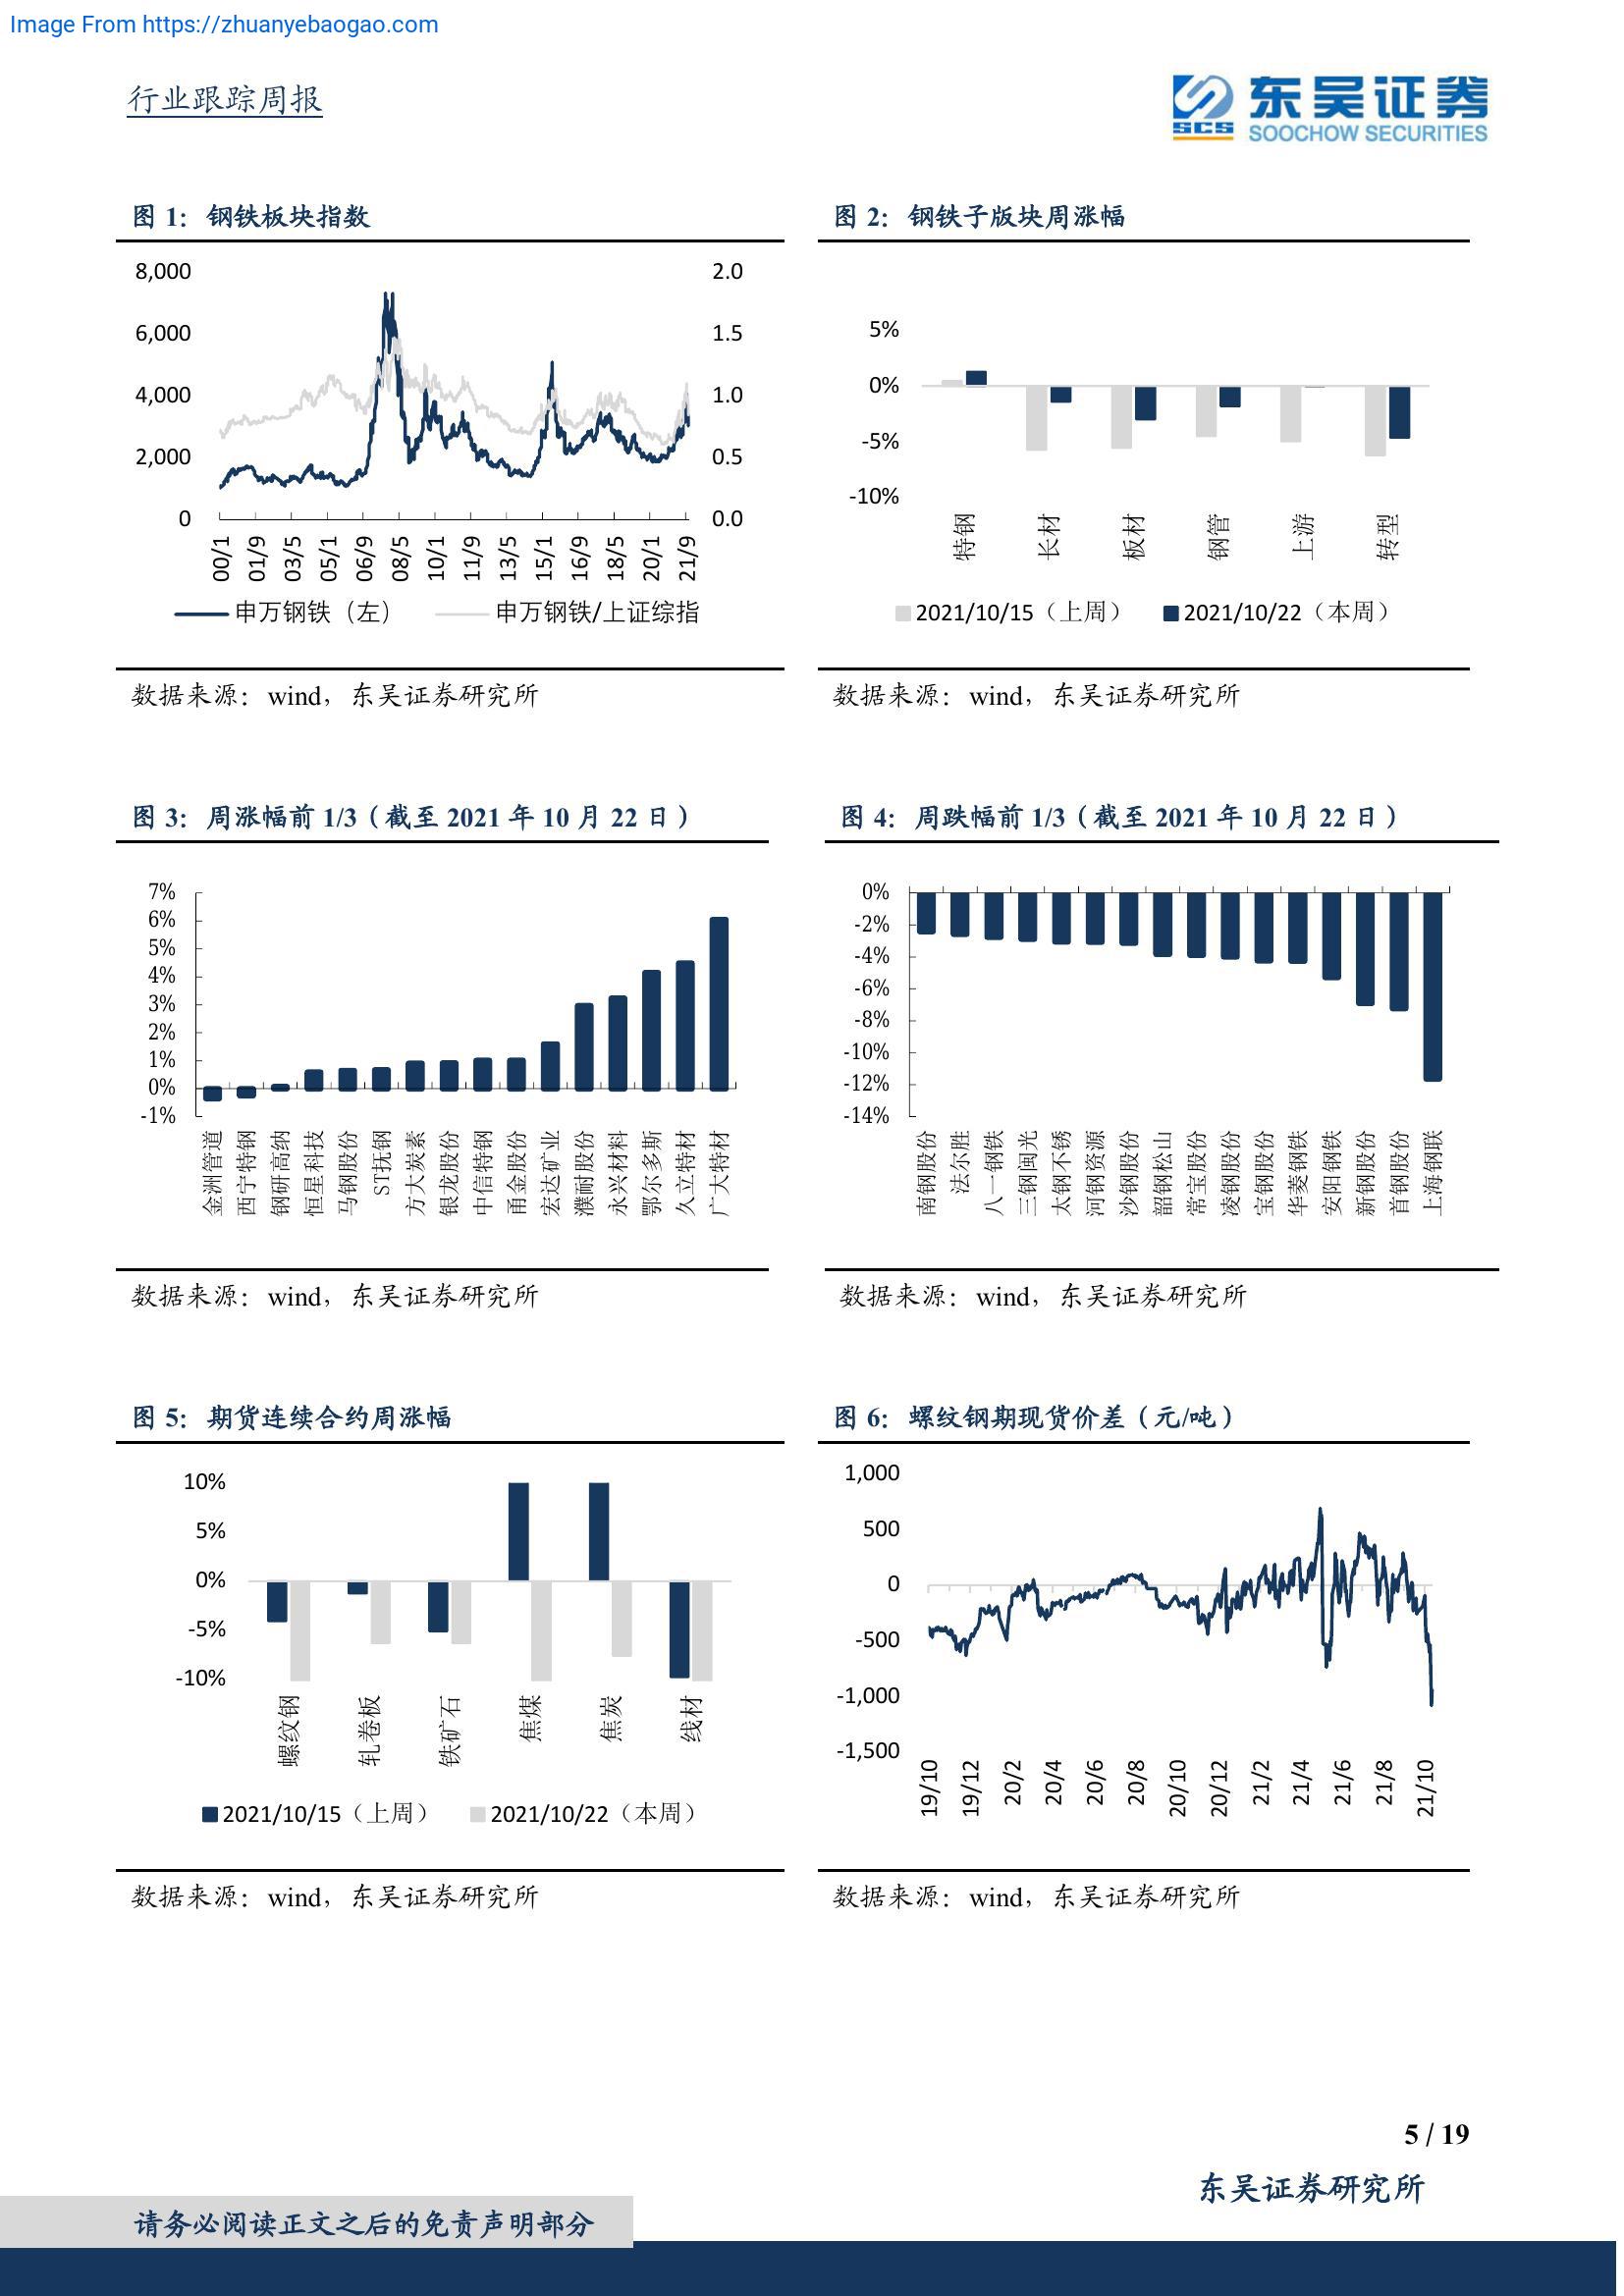 Image From https://zhuanyebaogao.com
行业跟踪周报
SCS
东吴证券
SOOCHOW SECURITIES
图 1： 钢铁板块指数
8,000
6,000
4,000
2,000
0
2.0
1.5
1.0
0.5
0.0
00/1 01/9 03/5 05/1 06/9 08/5 10/1 11/9 13/5 15/1 16/9 18/5 20/1 21/9
申万钢铁（左） 申万钢铁/上证综指
数据来源：wind，东吴证券研究所
图 2： 钢铁子版块周涨幅
5%
0%
-5%
-10%
特钢 长材 板材 钢管 上游 转型
2021/10/15（上周） 2021/10/22（本周）
数据来源：wind，东吴证券研究所
图 3： 周涨幅前 1/3（截至 2021 年 10 月 22 日）
7%
6%
5%
4%
3%
2%
1%
0%
-1%
金洲管道 西宁特钢 钢研高纳 恒星科技 马钢股份 ST抚钢 方大炭素 银龙股份 中信特钢 甬金股份 宏达矿业 濮耐股份 永兴材料 鄂尔多斯 久立特材 广大特材
数据来源：wind，东吴证券研究所
图 4： 周跌幅前 1/3（截至 2021 年 10 月 22 日）
0%
-2%
-4%
-6%
-8%
-10%
-12%
-14%
南钢股份 法尔胜 八一钢铁 三钢闽光 太钢不锈 河钢资源 沙钢股份 韶钢松山 常宝股份 凌钢股份 宝钢股份 华菱钢铁 安阳钢铁 新钢股份 首钢股份 上海钢联
数据来源：wind，东吴证券研究所
图 5： 期货连续合约周涨幅
10%
5%
0%
-5%
-10%
螺纹钢 轧卷板 铁矿石 焦煤 焦炭 线材
2021/10/15（上周） 2021/10/22（本周）
数据来源：wind，东吴证券研究所
图 6： 螺纹钢期现货价差（元/吨）
1,000
500
0
-500
-1,000
-1,500
19/10 19/12 20/2 20/4 20/6 20/8 20/10 20/12 21/2 21/4 21/6 21/8 21/10
数据来源：wind，东吴证券研究所
5 / 19
东吴证券研究所
请务必阅读正文之后的免责声明部分